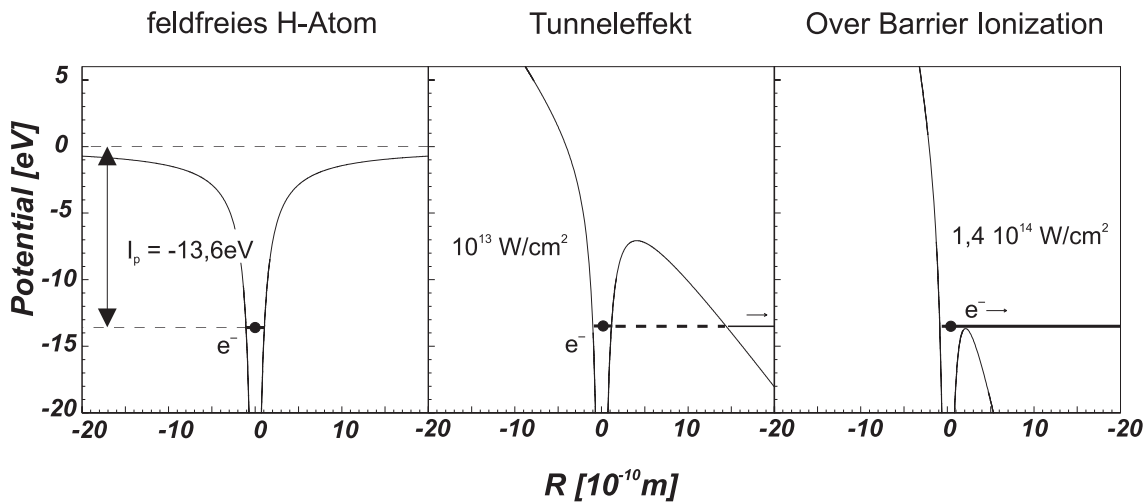 feldfreies H-Atom
Tunneleffekt
Over Barrier Ionization
Potential [eV]
5
0
-5
-10
-15
-20
I_p = -13,6eV
e⁻
10¹³ W/cm²
e⁻
1,4 10¹⁴ W/cm²
e⁻→
-20 -10 0 10 -20 -10 0 10 -20 -10 0 10 -20
R [10⁻¹⁰m]